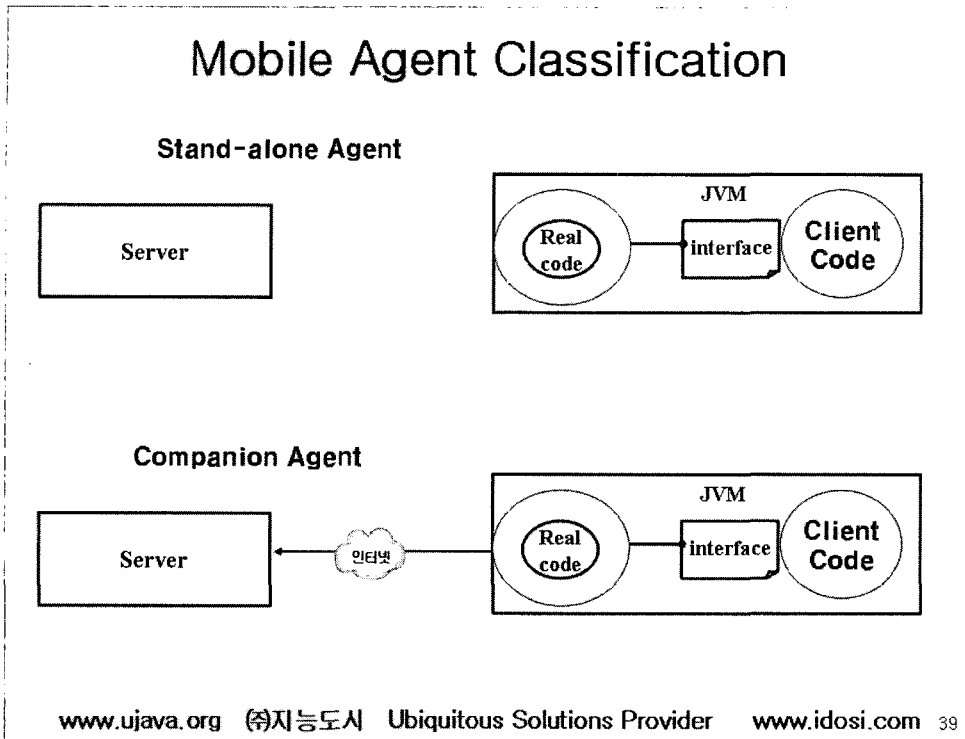 Mobile Agent Classification
Stand-alone Agent
Server
JVM
Real
code
interface
Client
Code
Companion Agent
Server
인터넷
JVM
Real
code
interface
Client
Code
www.ujava.org ㈜지능도시 Ubiquitous Solutions Provider www.idosi.com 39